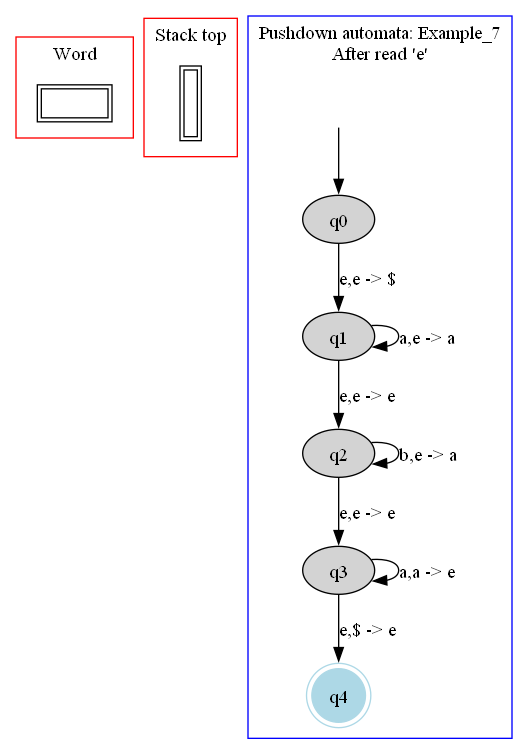 Word
Stack top
Pushdown automata: Example_7
After read 'e'
q0
e,e -> $
q1
a,e -> a
e,e -> e
q2
b,e -> a
e,e -> e
q3
a,a -> e
e,$ -> e
q4